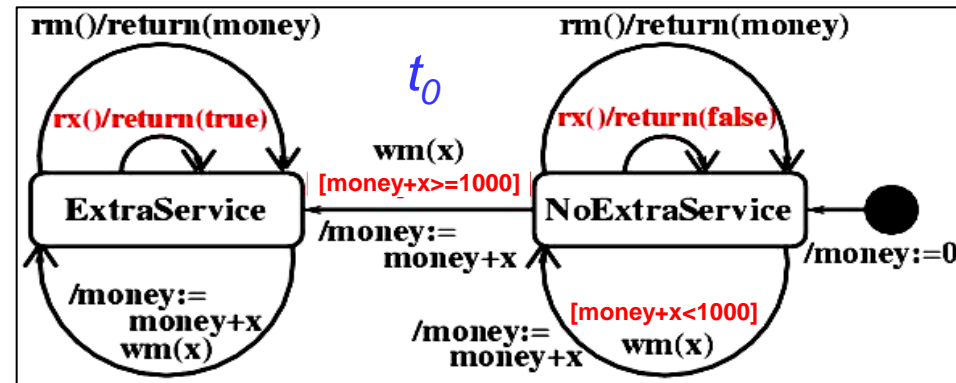 rm()/return(money)
rm()/return(money)
t0
rx()/return(true)
rx()/return(false)
wm(x)
[money+x>=1000]
ExtraService
NoExtraService
/money:=
money+x
/money:=0
/money:=
money+x
wm(x)
[money+x<1000]
/money:=
money+x
wm(x)